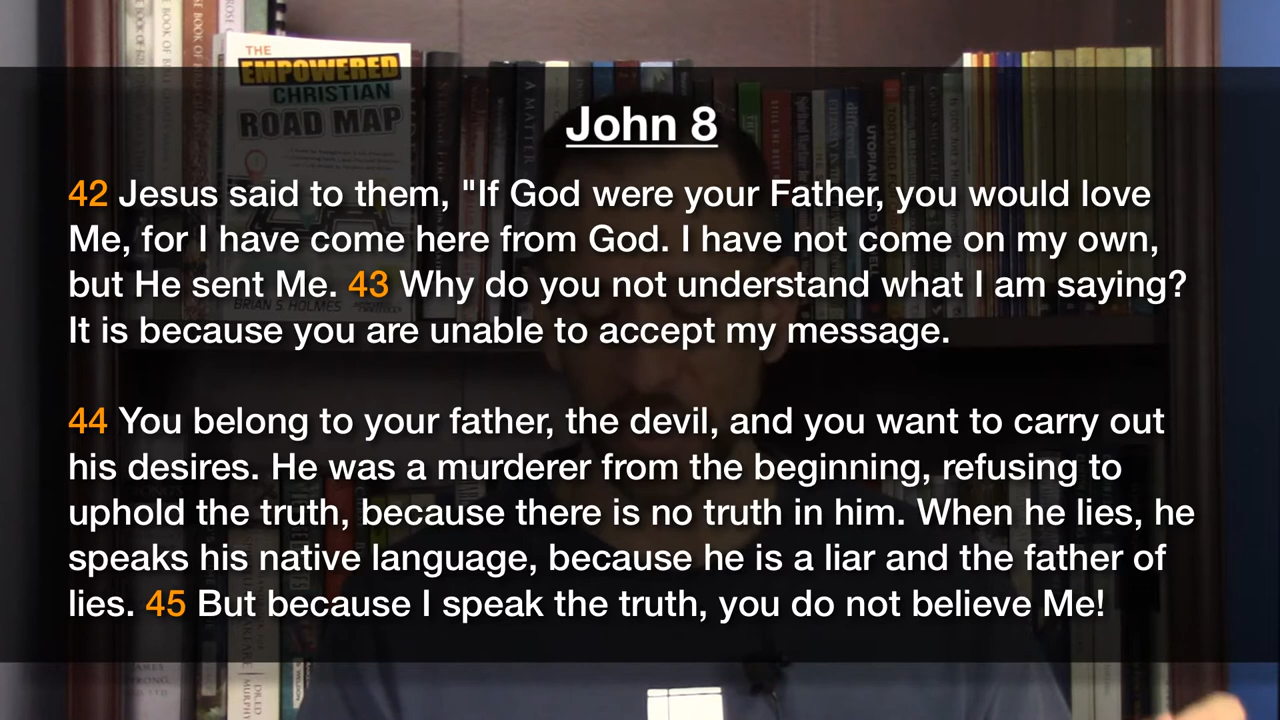 THE
EMPOWERED
CHRISTIAN
ROAD MAP
John 8
42 Jesus said to them, "If God were your Father, you would love
Me, for I have come here from God. I have not come on my own,
but He sent Me. 43 Why do you not understand what I am saying?
It is because you are unable to accept my message.
BRIAN S. HOLMES
44 You belong to your father, the devil, and you want to carry out
his desires. He was a murderer from the beginning, refusing to
uphold the truth, because there is no truth in him. When he lies, he
speaks his native language, because he is a liar and the father of
lies. 45 But because I speak the truth, you do not believe Me!